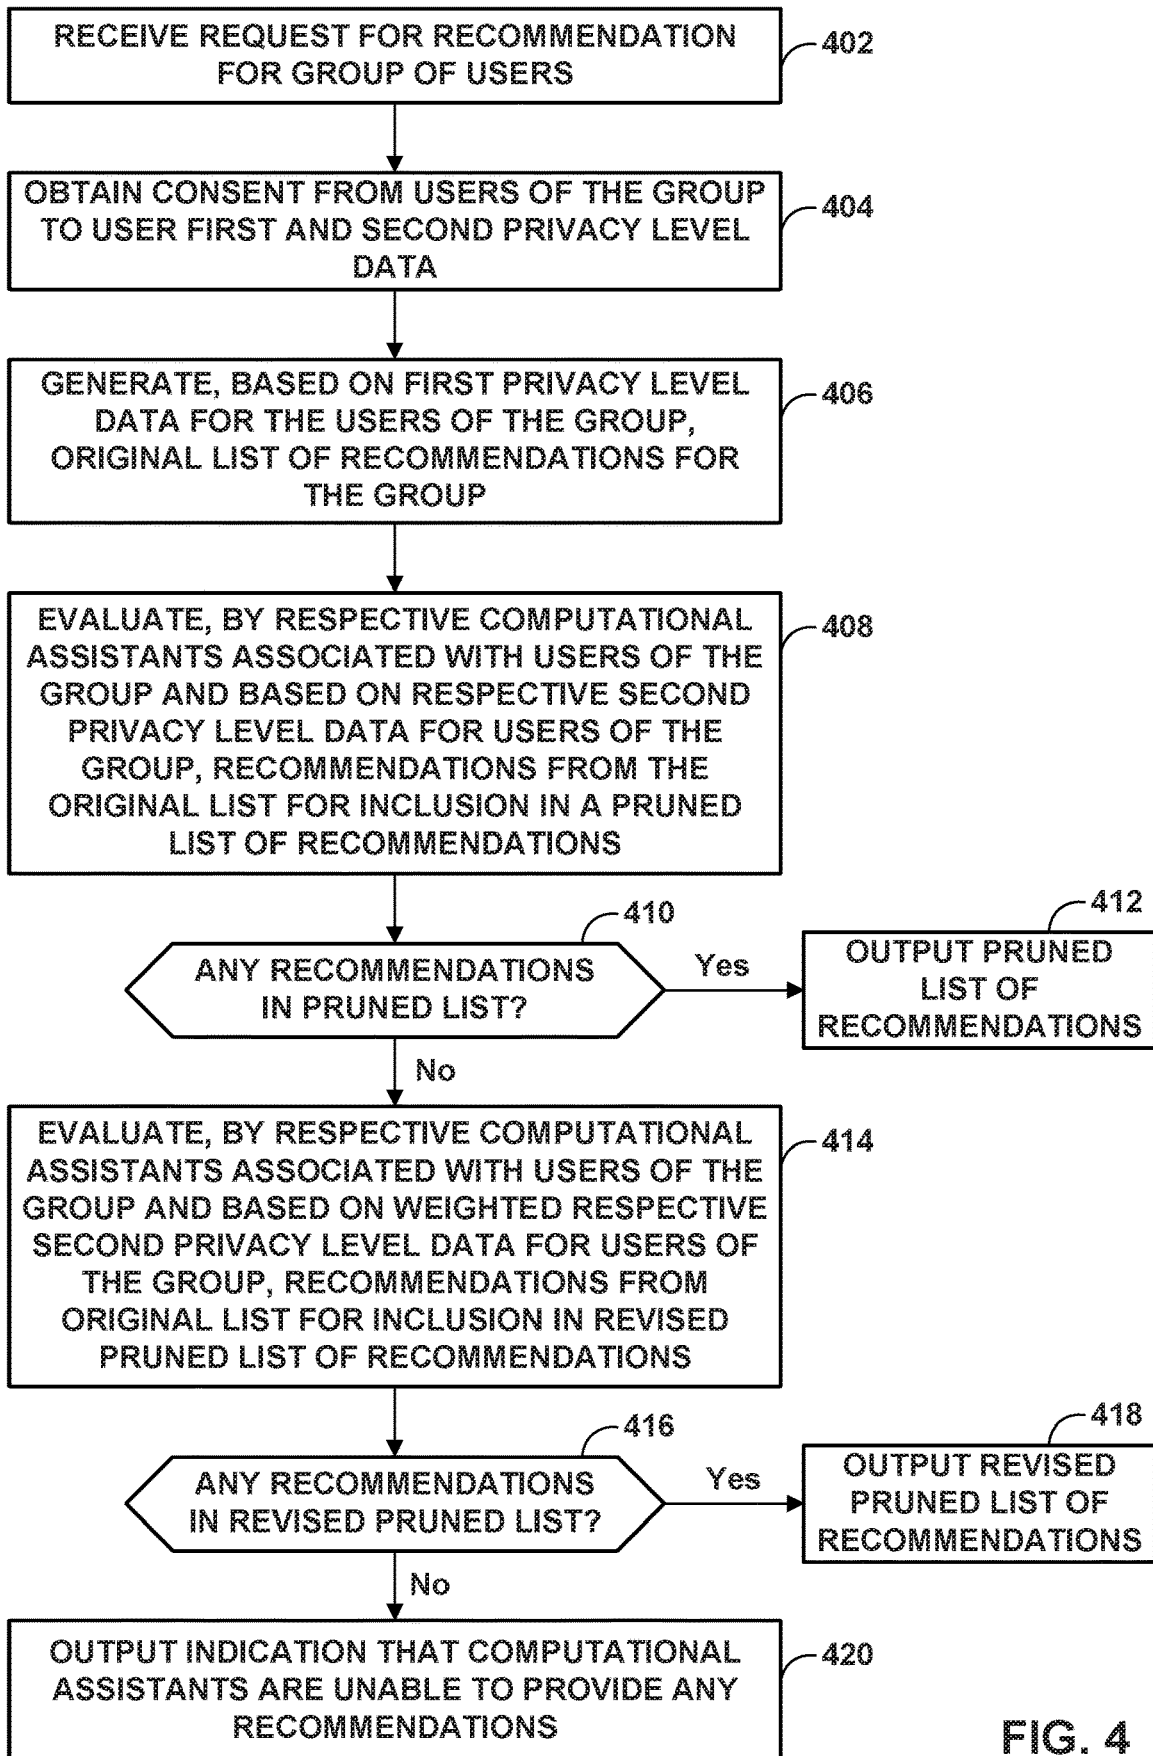 RECEIVE REQUEST FOR RECOMMENDATION
FOR GROUP OF USERS
402
OBTAIN CONSENT FROM USERS OF THE GROUP
TO USER FIRST AND SECOND PRIVACY LEVEL
DATA
404
GENERATE, BASED ON FIRST PRIVACY LEVEL
DATA FOR THE USERS OF THE GROUP,
ORIGINAL LIST OF RECOMMENDATIONS FOR
THE GROUP
406
EVALUATE, BY RESPECTIVE COMPUTATIONAL
ASSISTANTS ASSOCIATED WITH USERS OF THE
GROUP AND BASED ON RESPECTIVE SECOND
PRIVACY LEVEL DATA FOR USERS OF THE
GROUP, RECOMMENDATIONS FROM THE
ORIGINAL LIST FOR INCLUSION IN A PRUNED
LIST OF RECOMMENDATIONS
408
410
ANY RECOMMENDATIONS
IN PRUNED LIST?
Yes
412
OUTPUT PRUNED
LIST OF
RECOMMENDATIONS
No
EVALUATE, BY RESPECTIVE COMPUTATIONAL
ASSISTANTS ASSOCIATED WITH USERS OF THE
GROUP AND BASED ON WEIGHTED RESPECTIVE
SECOND PRIVACY LEVEL DATA FOR USERS OF
THE GROUP, RECOMMENDATIONS FROM
ORIGINAL LIST FOR INCLUSION IN REVISED
PRUNED LIST OF RECOMMENDATIONS
414
416
ANY RECOMMENDATIONS
IN REVISED PRUNED LIST?
Yes
418
OUTPUT REVISED
PRUNED LIST OF
RECOMMENDATIONS
No
OUTPUT INDICATION THAT COMPUTATIONAL
ASSISTANTS ARE UNABLE TO PROVIDE ANY
RECOMMENDATIONS
420
FIG. 4